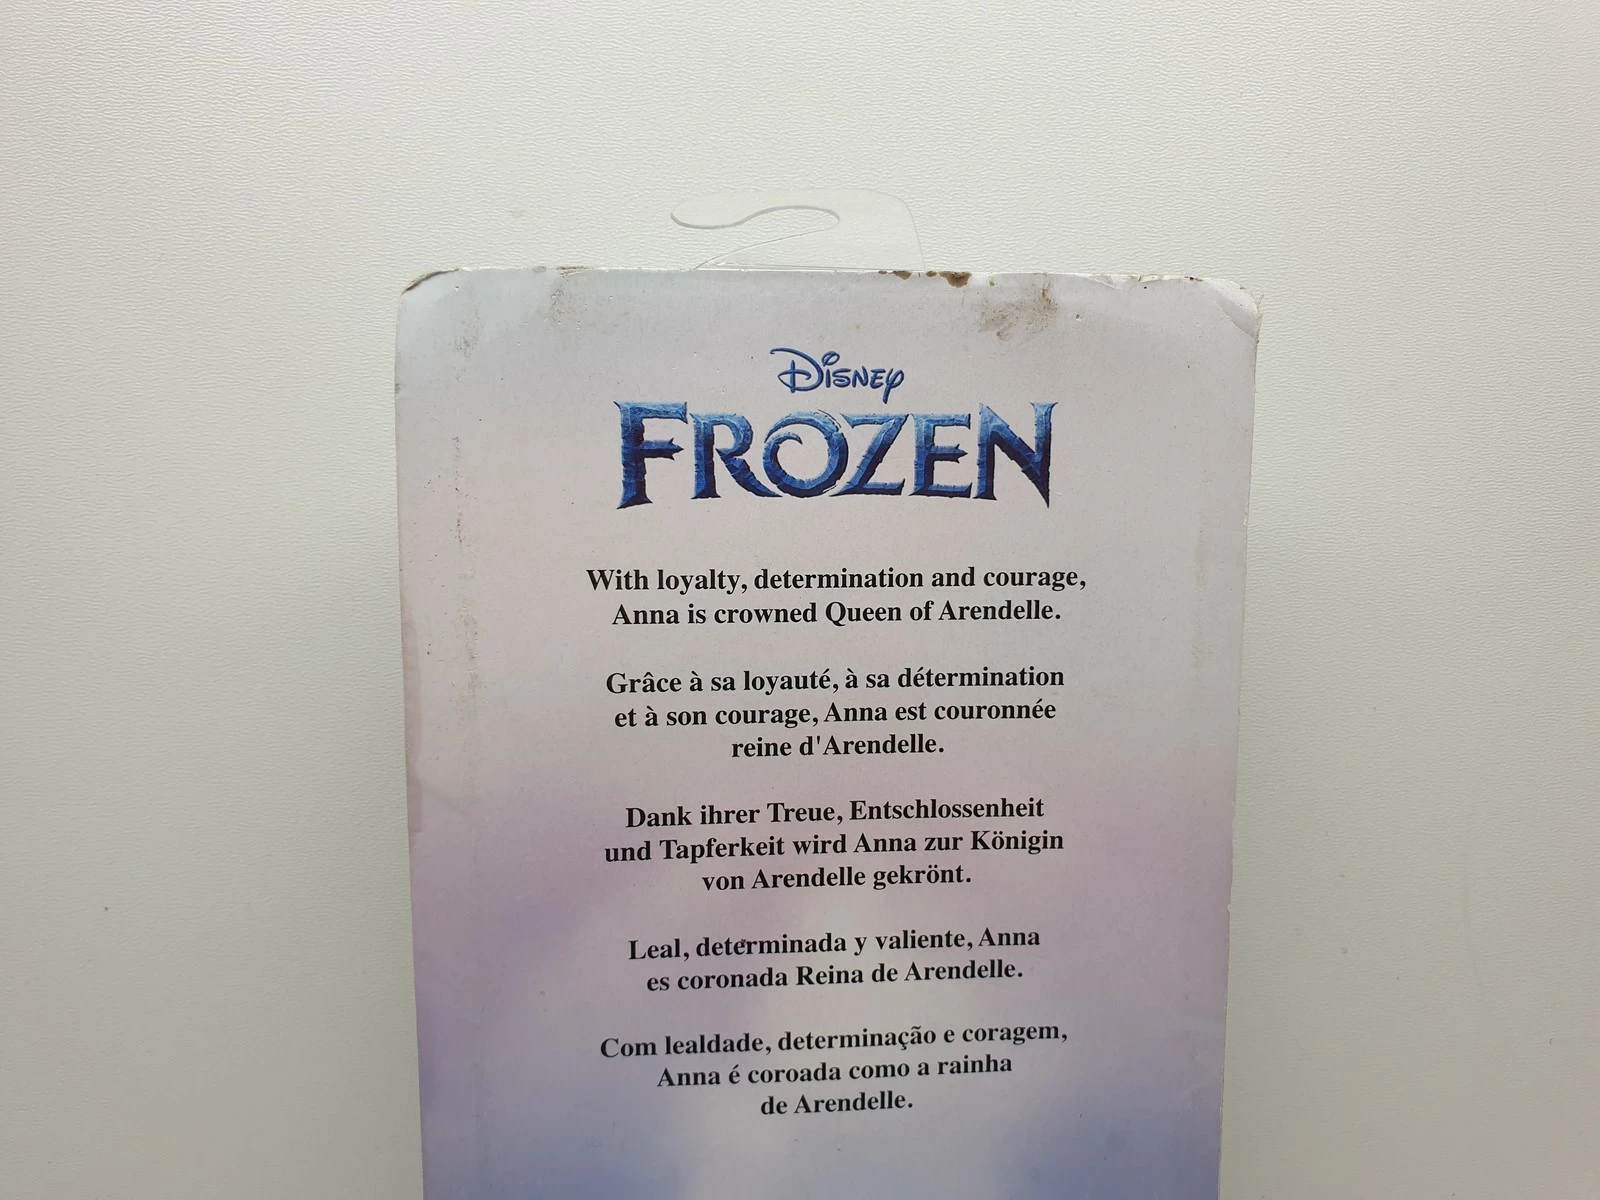 Disney
FROZEN
With loyalty, determination and courage,
Anna is crowned Queen of Arendelle.
Grâce à sa loyauté, à sa détermination
et à son courage, Anna est couronnée
reine d'Arendelle.
Dank ihrer Treue, Entschlossenheit
und Tapferkeit wird Anna zur Königin
von Arendelle gekrönt.
Leal, determinada y valiente, Anna
es coronada Reina de Arendelle.
Com lealdade, determinação e coragem,
Anna é coroada como a rainha
de Arendelle.